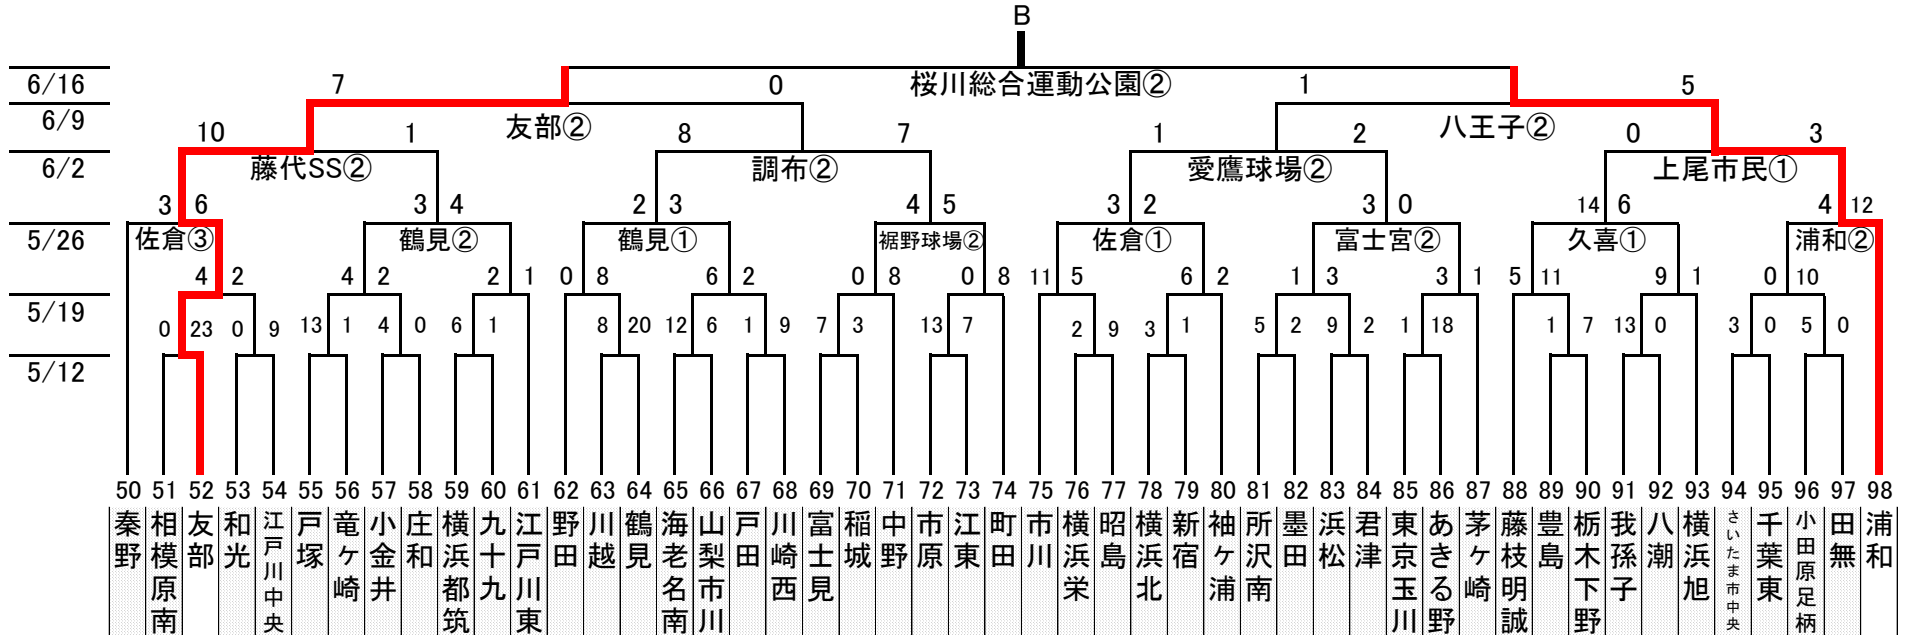 B
6/16 7 0 桜川総合運動公園② 1 5
6/9 10 1 友部② 8 7 1 2 八王子② 0 3
6/2 藤代SS② 調布② 愛鷹球場② 上尾市民①
3 6 3 4 2 3 4 5 3 2 3 0 14 6 4 12
5/26 佐倉③ 鶴見② 鶴見① 裾野球場② 佐倉① 富士宮② 久喜① 浦和②
4 2 4 2 2 1 0 8 6 2 0 8 0 8 11 5 6 2 1 3 3 1 5 11 9 1 0 10
5/19 0 23 0 9 13 1 4 0 6 1 8 20 12 6 1 9 7 3 13 7 2 9 3 1 5 2 9 2 1 18 1 7 13 0 3 0 5 0
5/12
50 51 52 53 54 55 56 57 58 59 60 61 62 63 64 65 66 67 68 69 70 71 72 73 74 75 76 77 78 79 80 81 82 83 84 85 86 87 88 89 90 91 92 93 94 95 96 97 98
秦野
相模原南
友部
和光
江戸川中央
戸塚
竜ヶ崎
小金井
庄和
横浜都筑
九十九
江戸川東
野田
川越
鶴見
海老名南
山梨市川
戸田
川崎西
富士見
稲城
中野
市原
江東
町田
市川
横浜栄
昭島
横浜北
新宿
袖ヶ浦
所沢南
墨田
浜松
君津
東京玉川
あきる野
茅ヶ崎
藤枝明誠
豊島
栃木下野
我孫子
八潮
横浜旭
さいたま市中央
千葉東
小田原足柄
田無
浦和